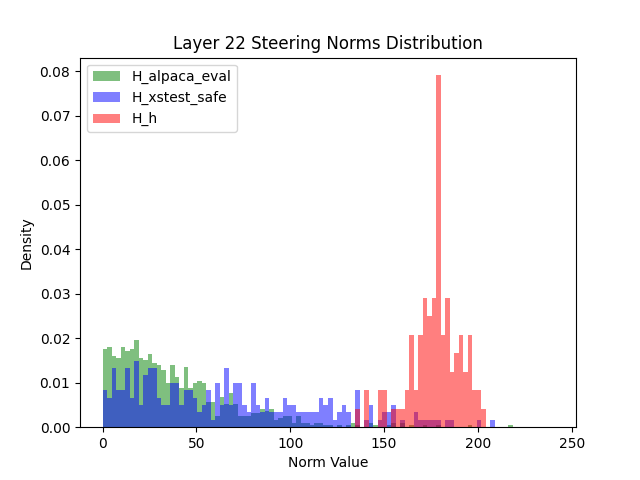 Layer 22 Steering Norms Distribution
H_alpaca_eval
H_xstest_safe
H_h
Density
0.08
0.07
0.06
0.05
0.04
0.03
0.02
0.01
0.00
0
50
100
150
200
250
Norm Value